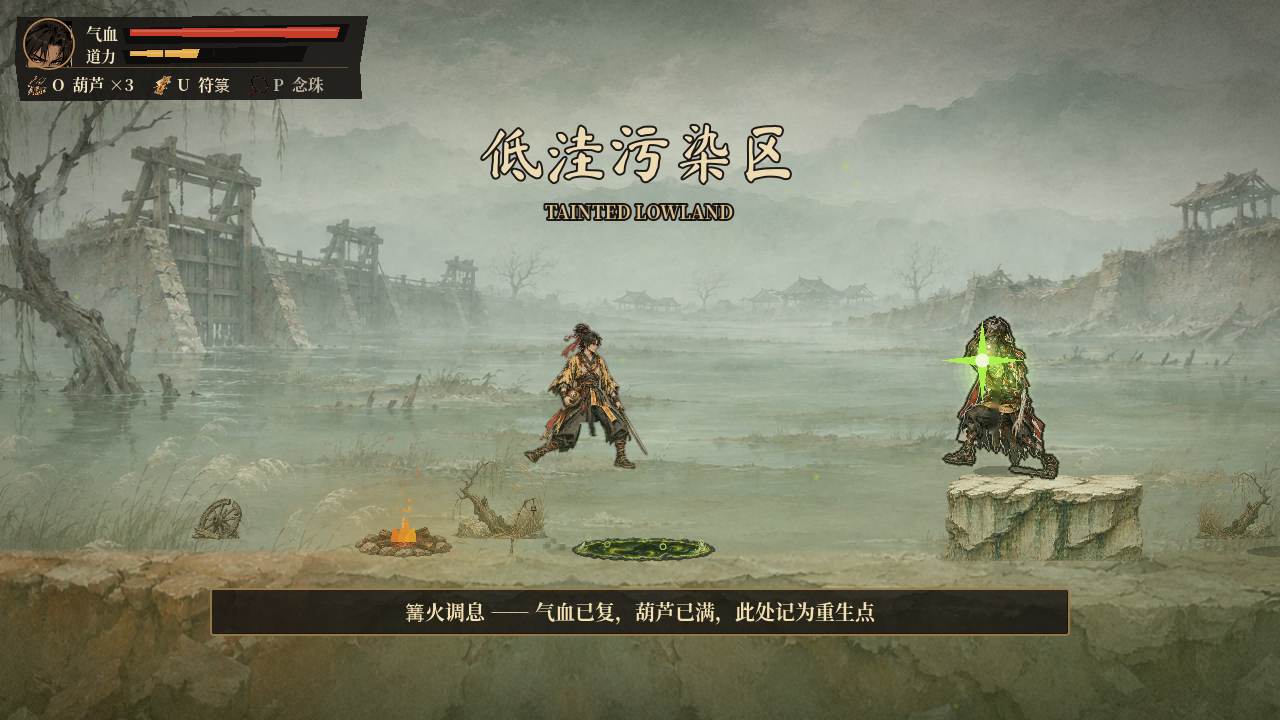 气血
道力
O 葫芦 ×3 U 符箓 P 念珠
低洼污染区
TAINTED LOWLAND
篝火调息 —— 气血已复，葫芦已满，此处记为重生点